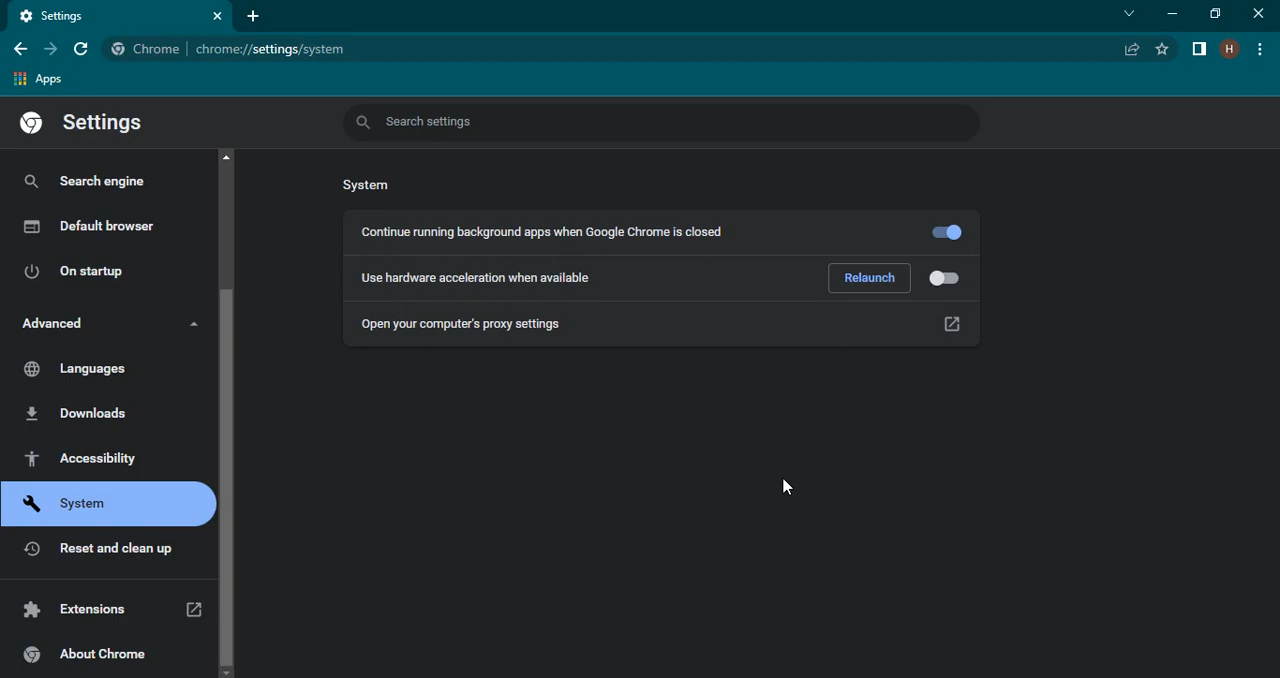 Settings
Chrome | chrome://settings/system
H
Apps
Settings
Search settings
Search engine
Default browser
On startup
Advanced
Languages
Downloads
Accessibility
System
Reset and clean up
Extensions
About Chrome
System
Continue running background apps when Google Chrome is closed
Use hardware acceleration when available
Relaunch
Open your computer's proxy settings